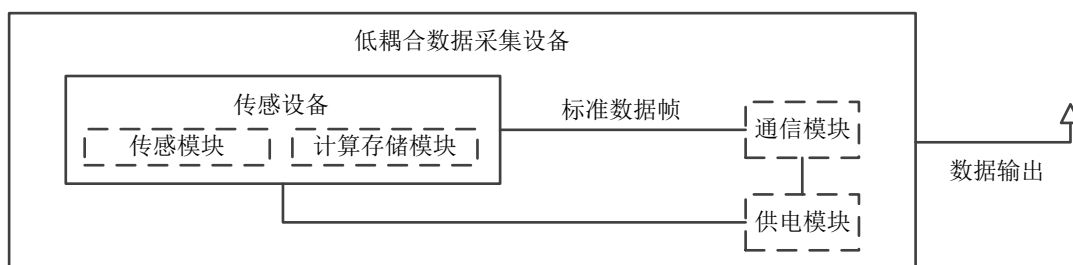 低耦合数据采集设备
传感设备
标准数据帧
传感模块
计算存储模块
通信模块
数据输出
供电模块